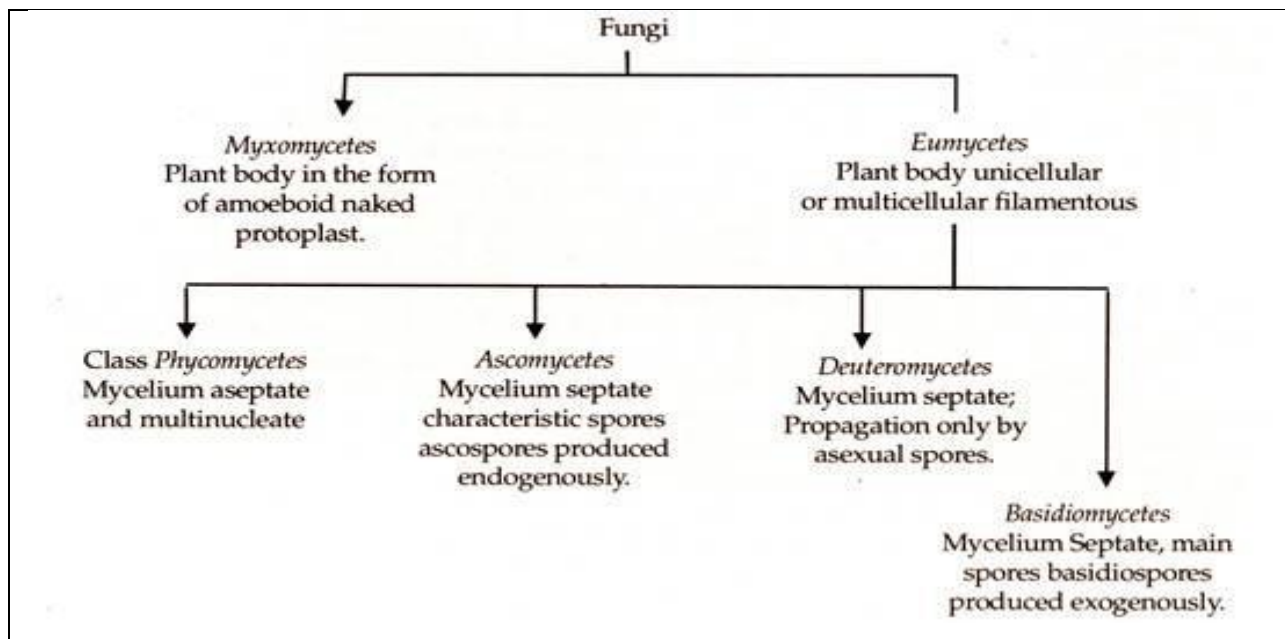 Fungi
Myxomycetes
Plant body in the form
of amoeboid naked
protoplast.
Eumycetes
Plant body unicellular
or multicellular filamentous
Class Phycomycetes
Mycelium aseptate
and multinucleate
Ascomycetes
Mycelium septate
characteristic spores
ascospores produced
endogenously.
Deuteromycetes
Mycelium septate;
Propagation only by
asexual spores.
Basidiomycetes
Mycelium Septate, main
spores basidiospores
produced exogenously.